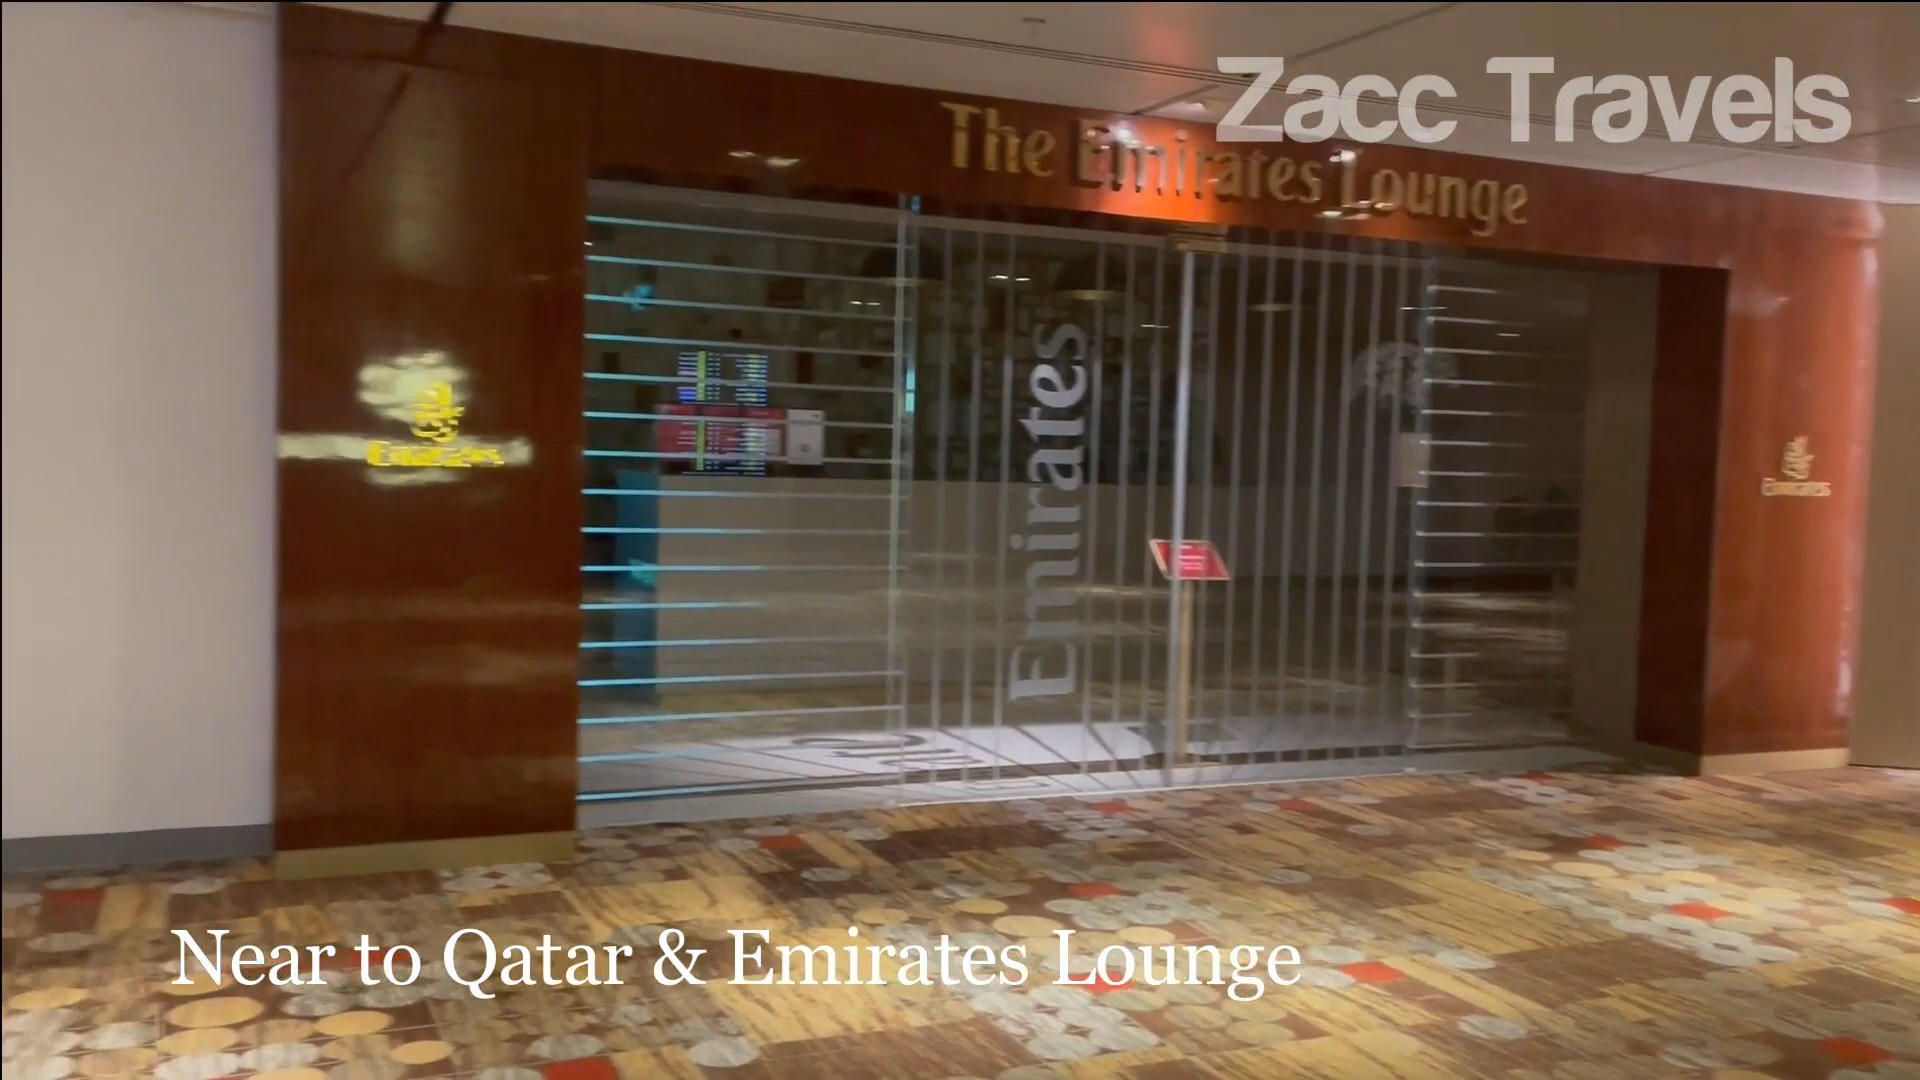 Zacc Travels
The Emirates Lounge
Emirates
Emirates
Emirates
Near to Qatar & Emirates Lounge